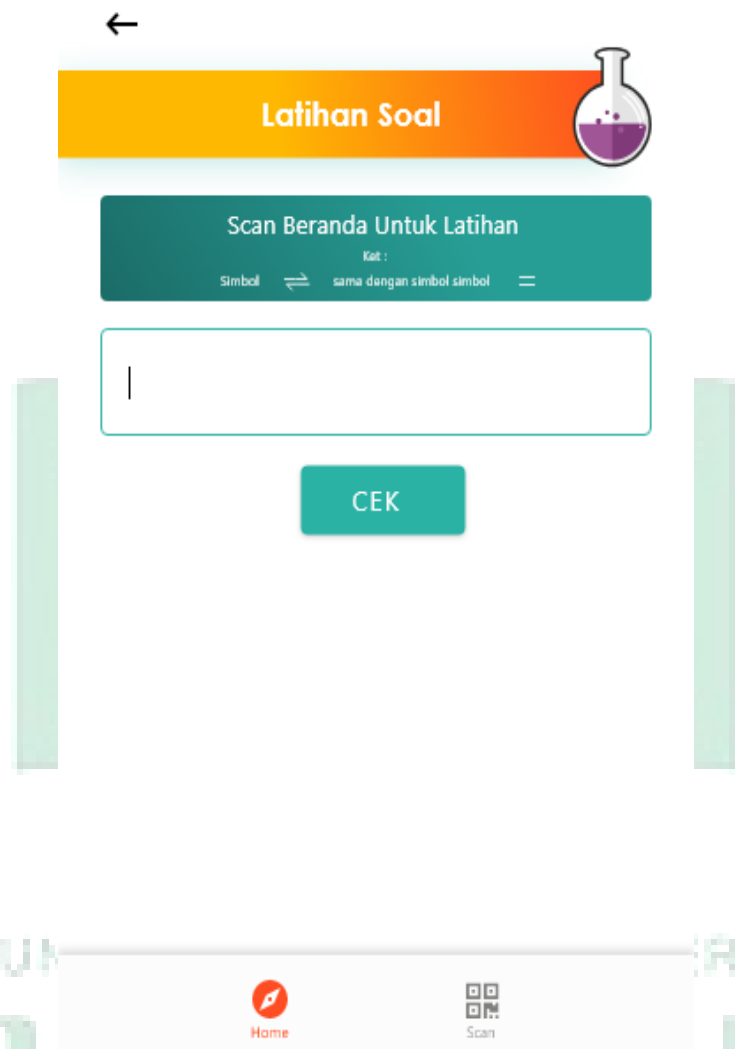 Latihan Soal
Scan Beranda Untuk Latihan
Ket :
Simbol ⇌ sama dengan simbol simbol =
CEK
Home
Scan